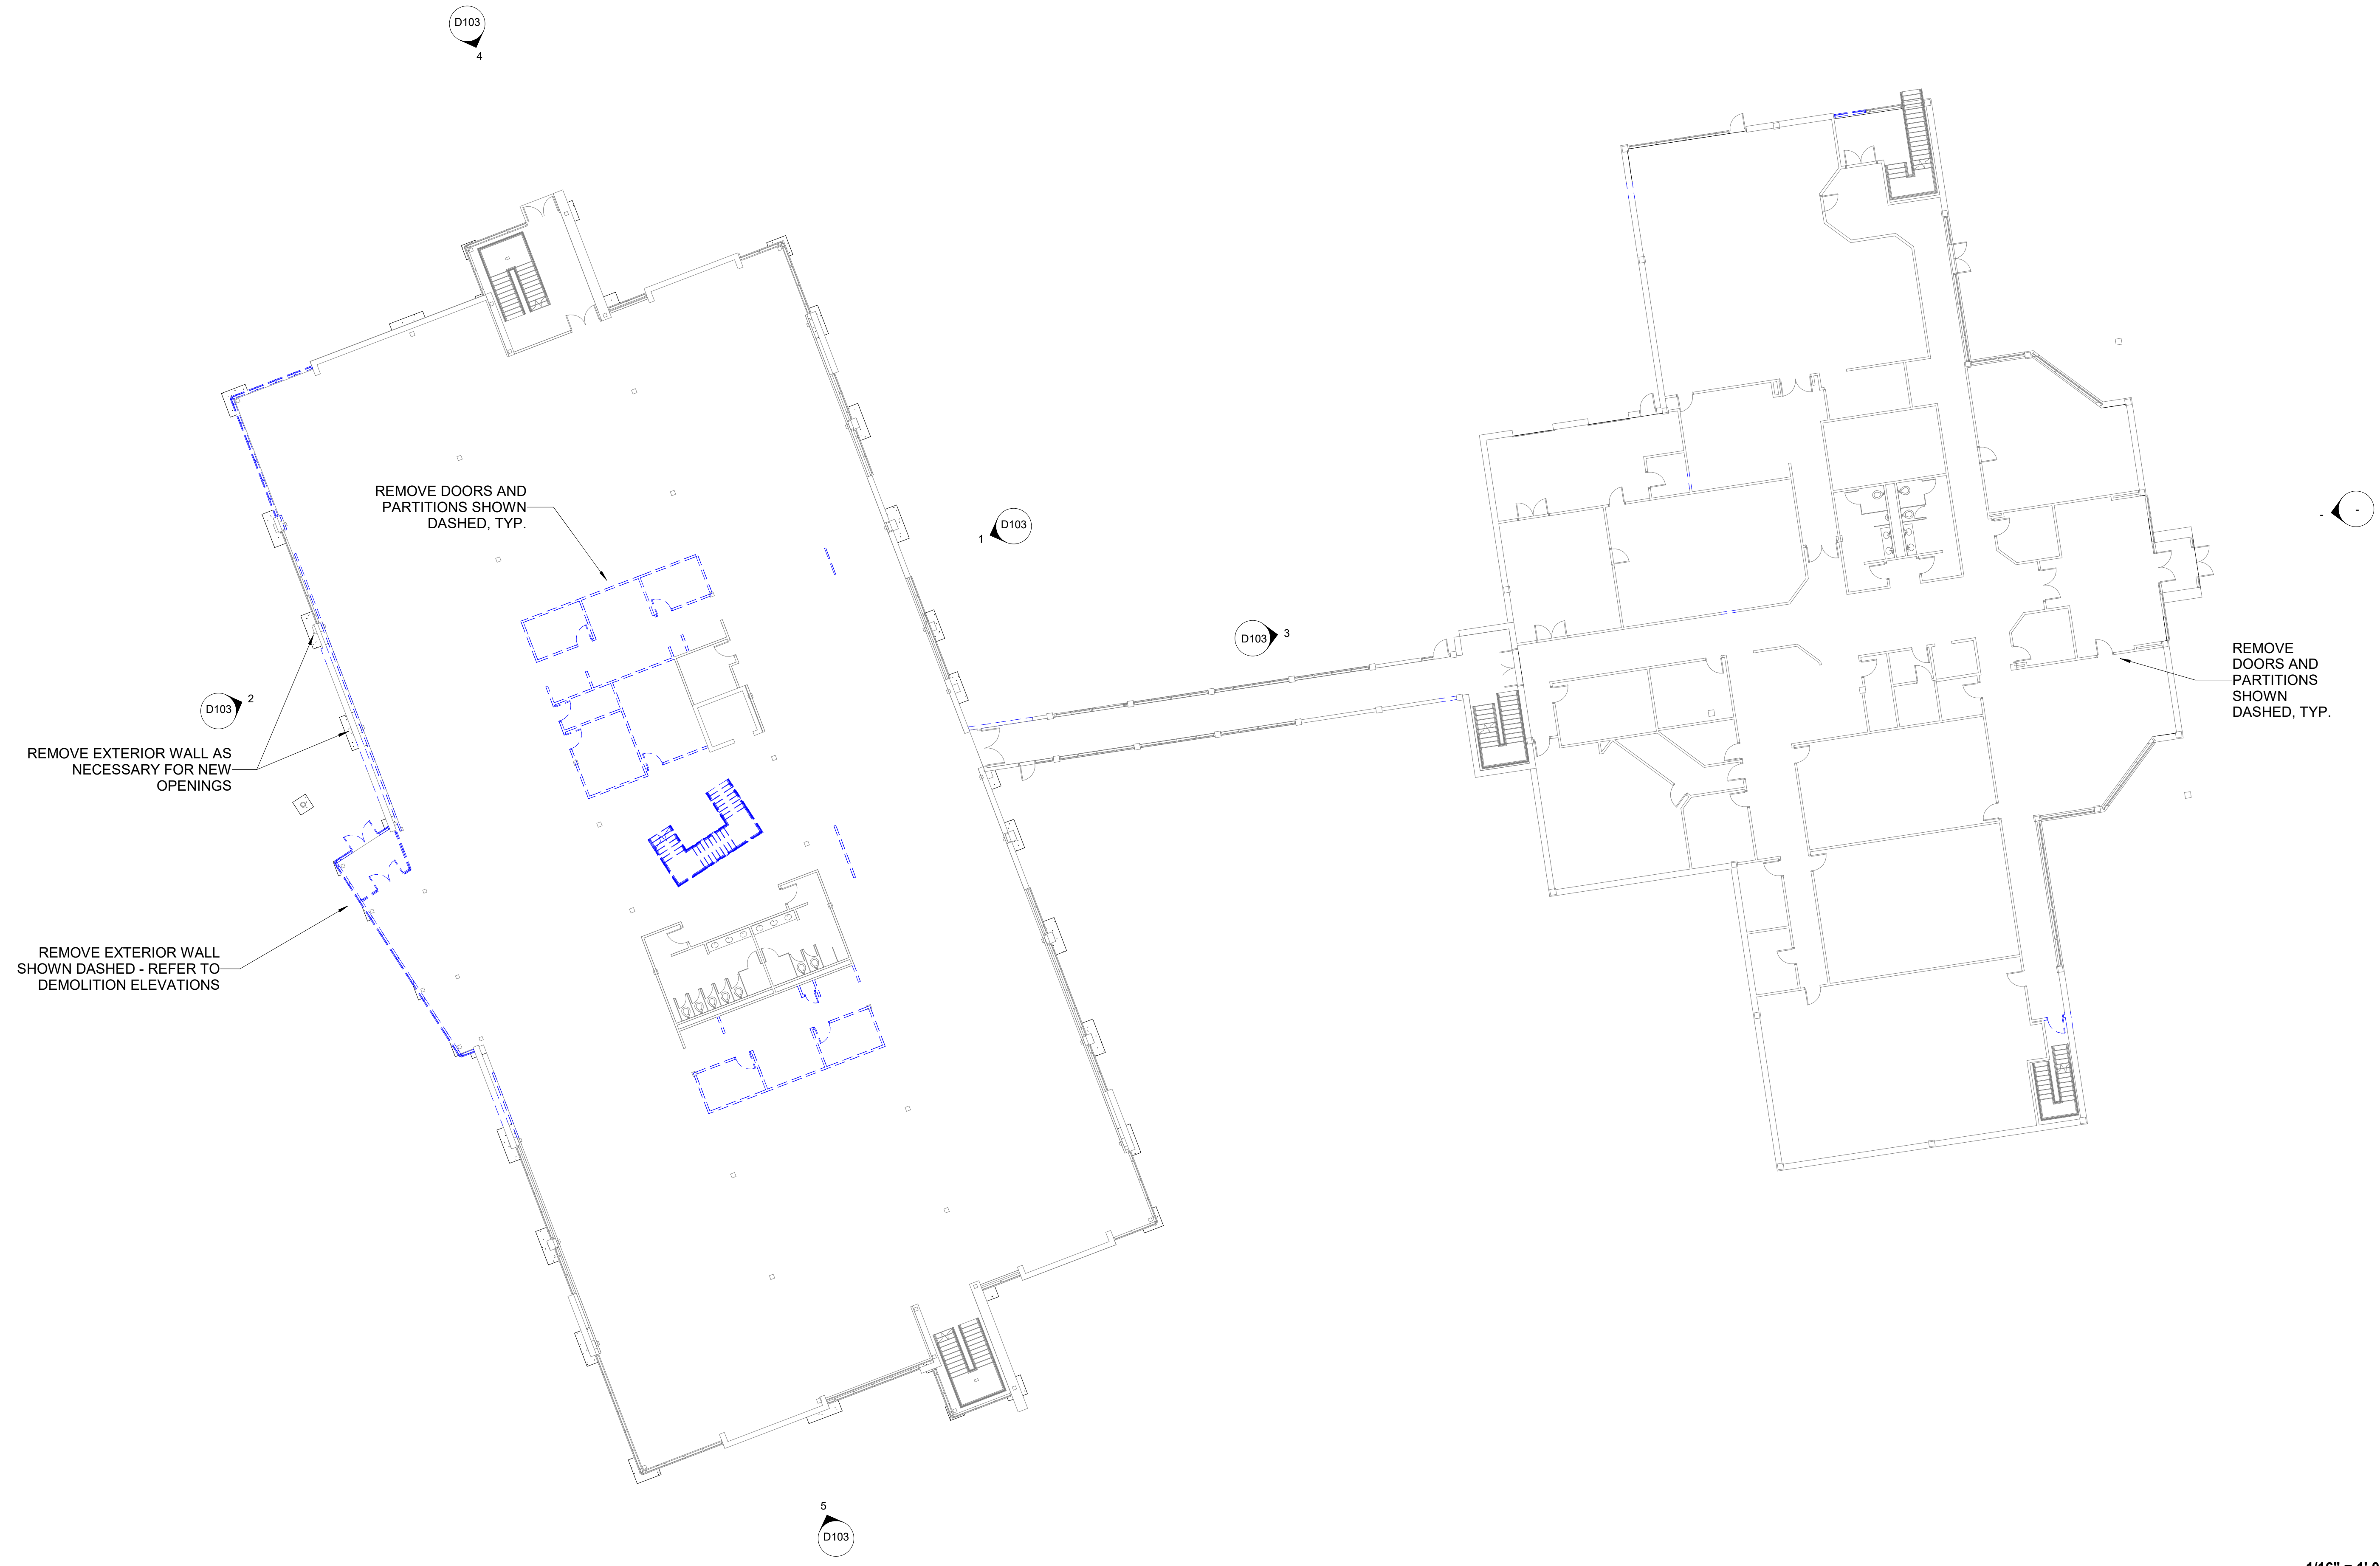 D103
4
REMOVE DOORS AND
PARTITIONS SHOWN
DASHED, TYP.
D103
1
-
-
D103
3
REMOVE
DOORS AND
PARTITIONS
SHOWN
DASHED, TYP.
D103
2
REMOVE EXTERIOR WALL AS
NECESSARY FOR NEW
OPENINGS
REMOVE EXTERIOR WALL
SHOWN DASHED - REFER TO
DEMOLITION ELEVATIONS
5
D103